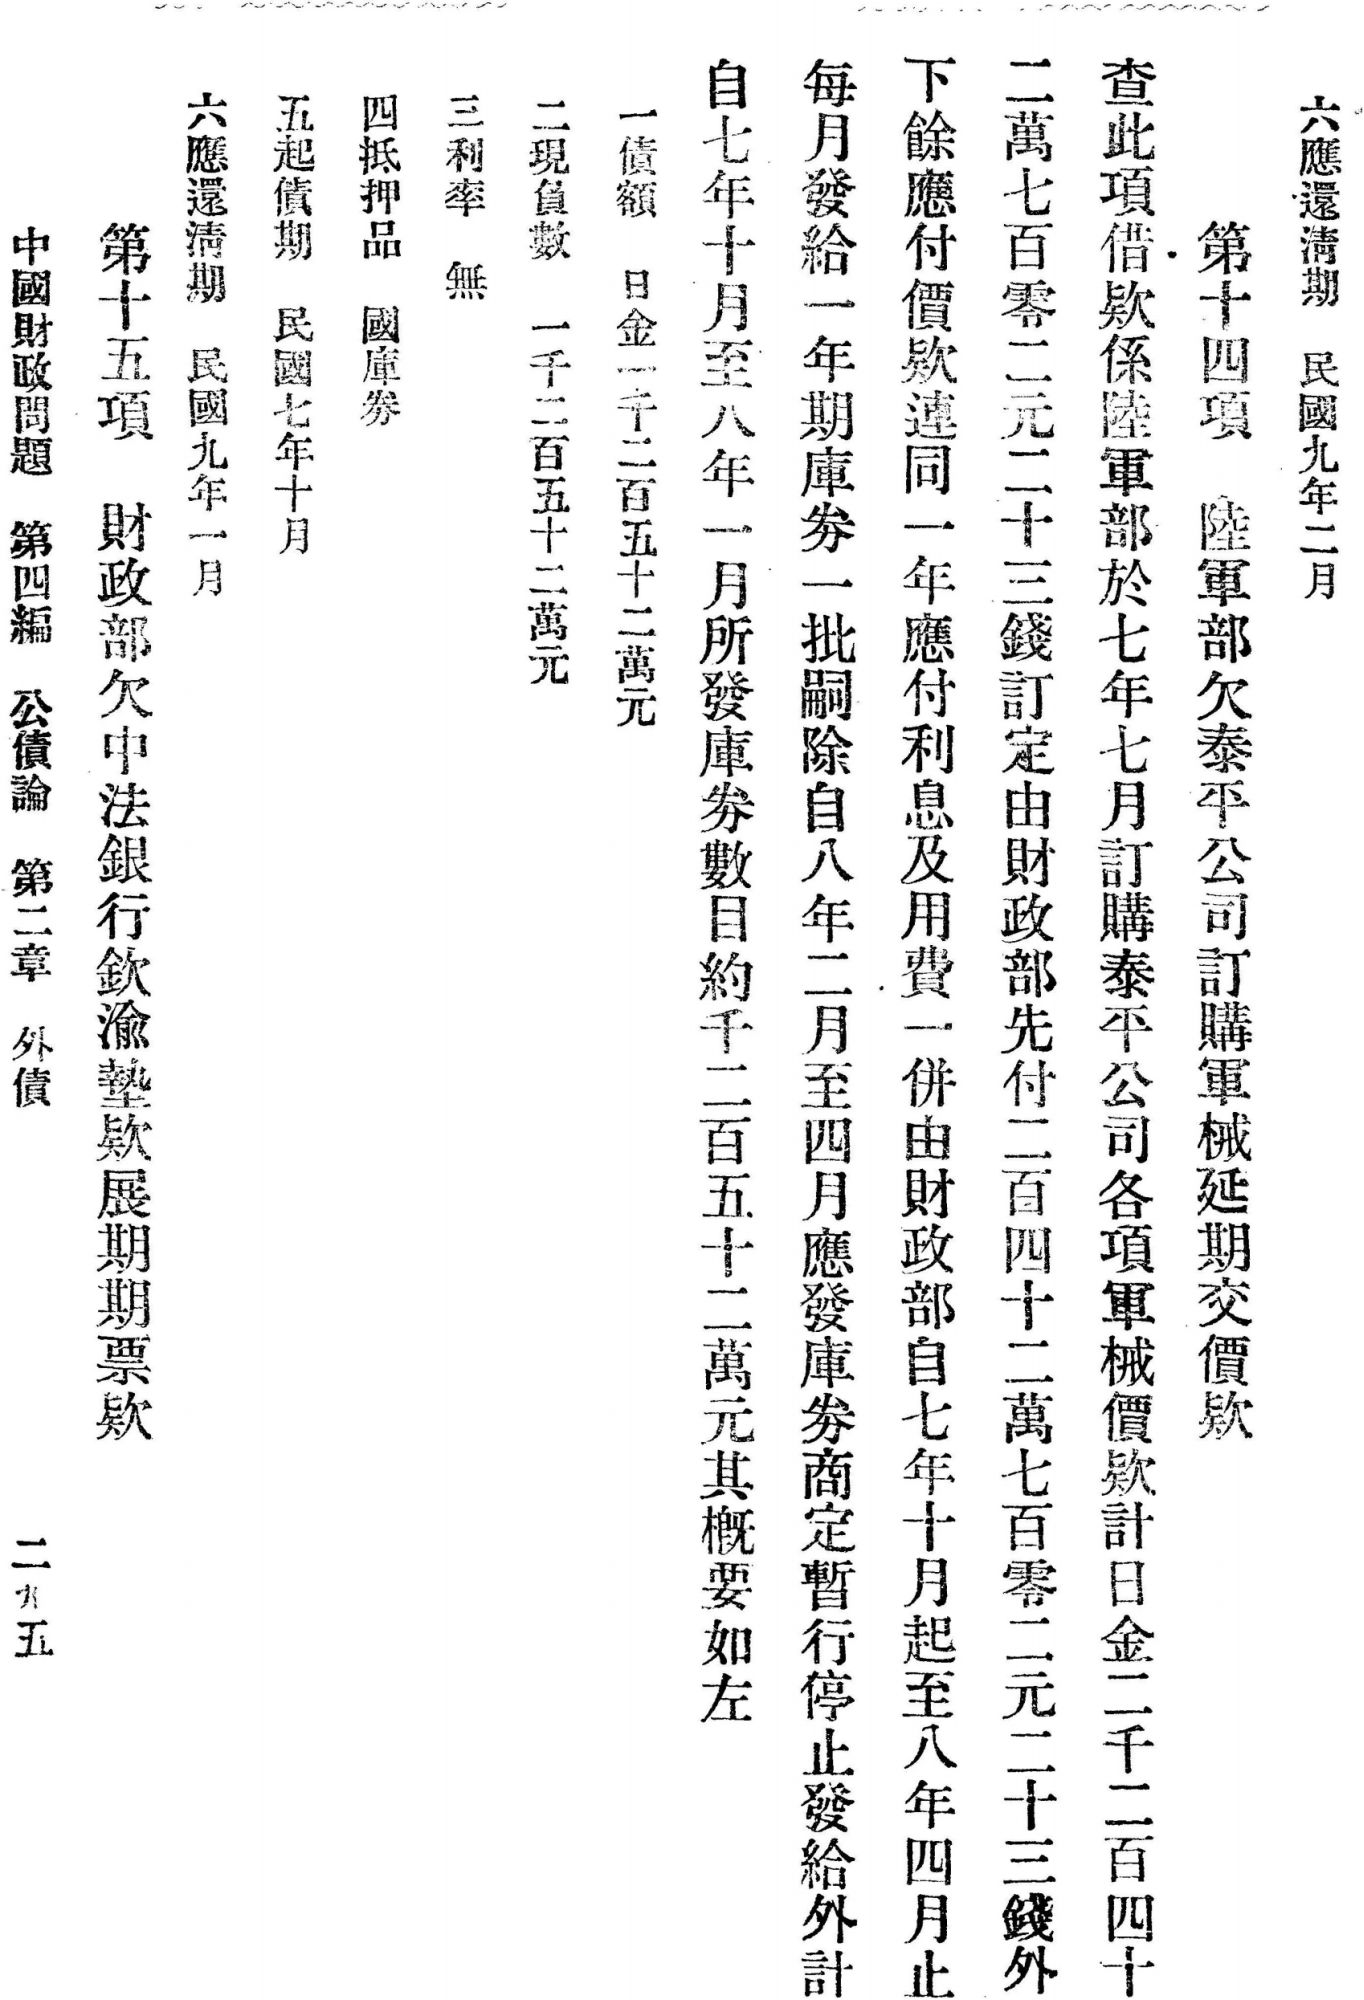 六應還淸期　民國九年二月
第十四項　陸軍部欠泰平公司訂購軍械延期交價欵
查此項借欵係陸軍部於七年七月訂購泰平公司各項軍械價欵計日金二千二百四十
二萬七百零二元二十三錢訂定由財政部先付二百四十二萬七百零二元二十三錢外
下餘應付價欵連同一年應付利息及用費一併由財政部自七年十月起至八年四月止
每月發給一年期庫劵一批嗣除自八年二月至四月應發庫劵商定暫行停止發給外計
自七年十月至八年一月所發庫劵數目約千二百五十二萬元其槪要如左
一債額　日金一千二百五十二萬元
二現負數　一千二百五十二萬元
三利率　無
四抵押品　國庫劵
五起債期　民國七年十月
六應還淸期　民國九年一月
第十五項　財政部欠中法銀行欽渝墊欵展期期票欵
中國財政問題　第四編　公債論　第二章　外債　二九五